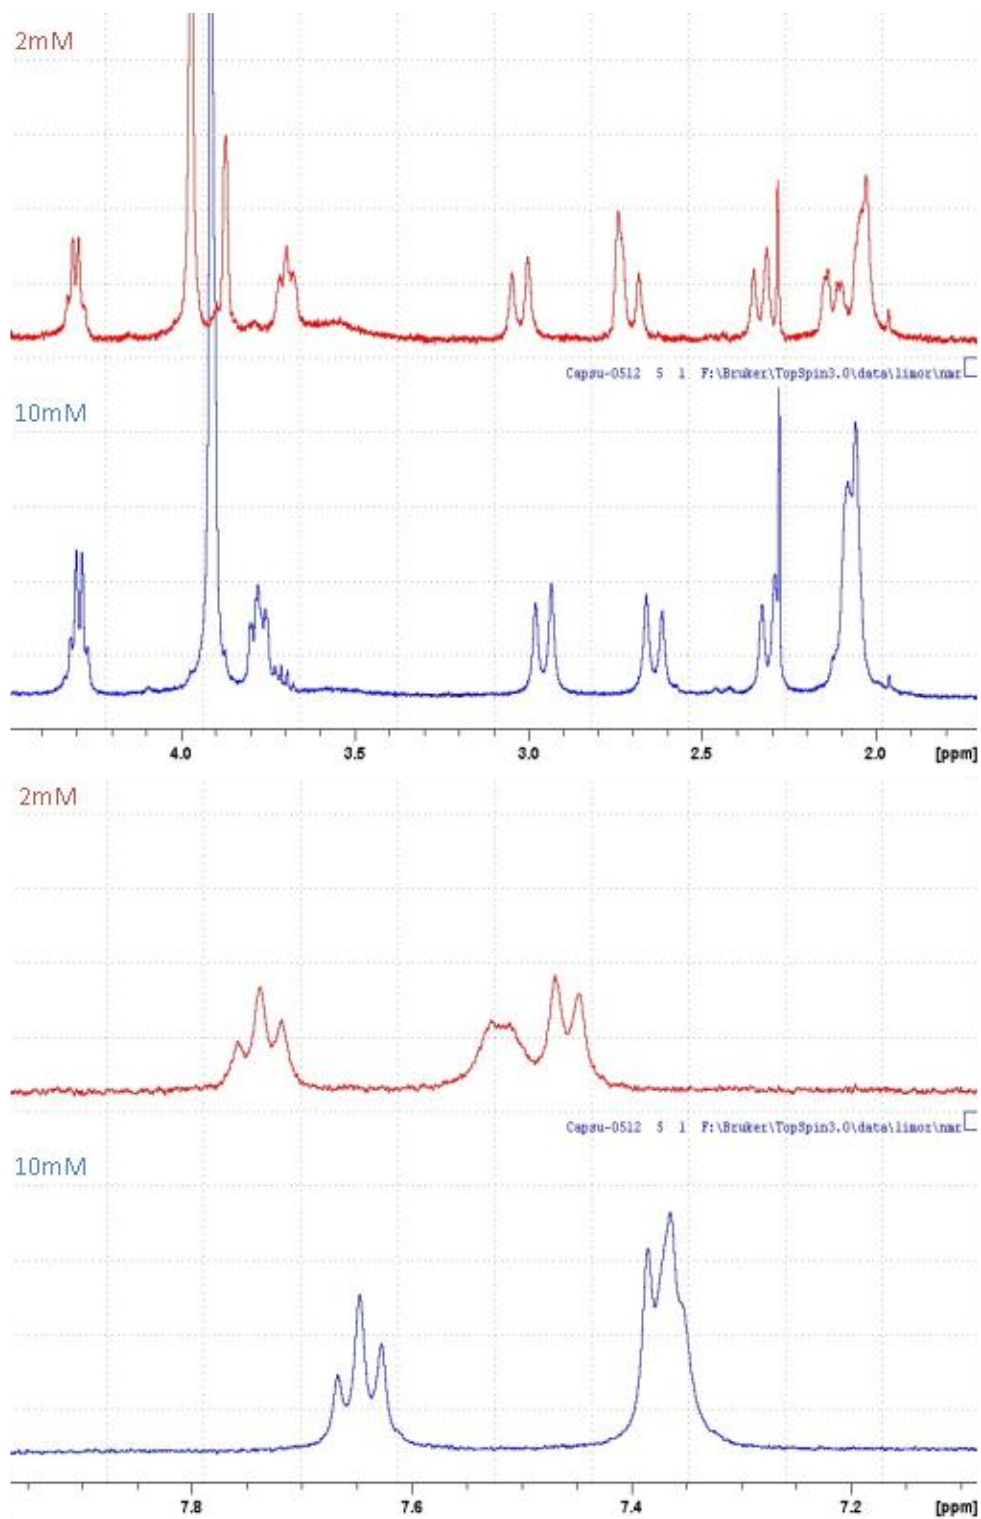 2mM
Capsu-0512 5 1 F:\Bruker\TopSpin3.0\data\limor\nmr
10mM
4.0 3.5 3.0 2.5 2.0 [ppm]
2mM
Capsu-0512 5 1 F:\Bruker\TopSpin3.0\data\limor\nmr
10mM
7.8 7.6 7.4 7.2 [ppm]